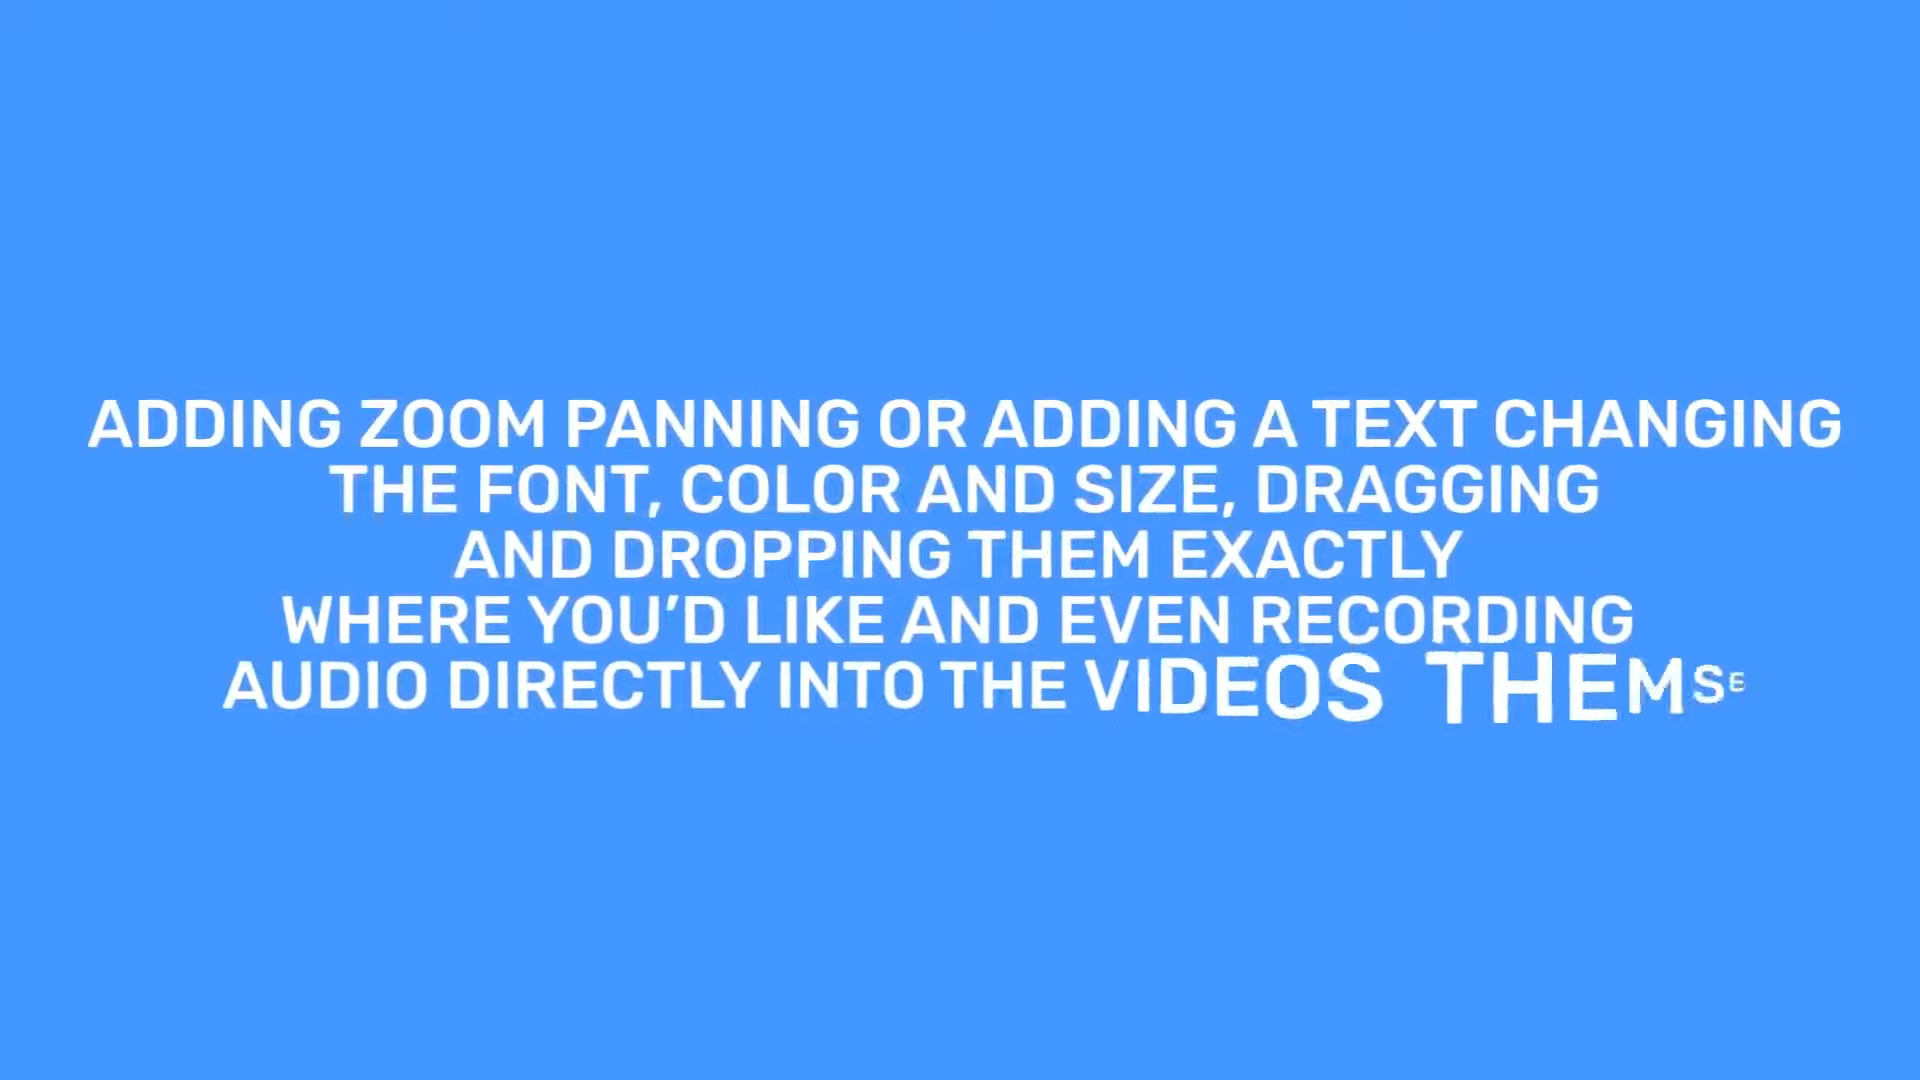 ADDING ZOOM PANNING OR ADDING A TEXT CHANGING
THE FONT, COLOR AND SIZE, DRAGGING
AND DROPPING THEM EXACTLY
WHERE YOU’D LIKE AND EVEN RECORDING
AUDIO DIRECTLY INTO THE VIDEOS THEMSE